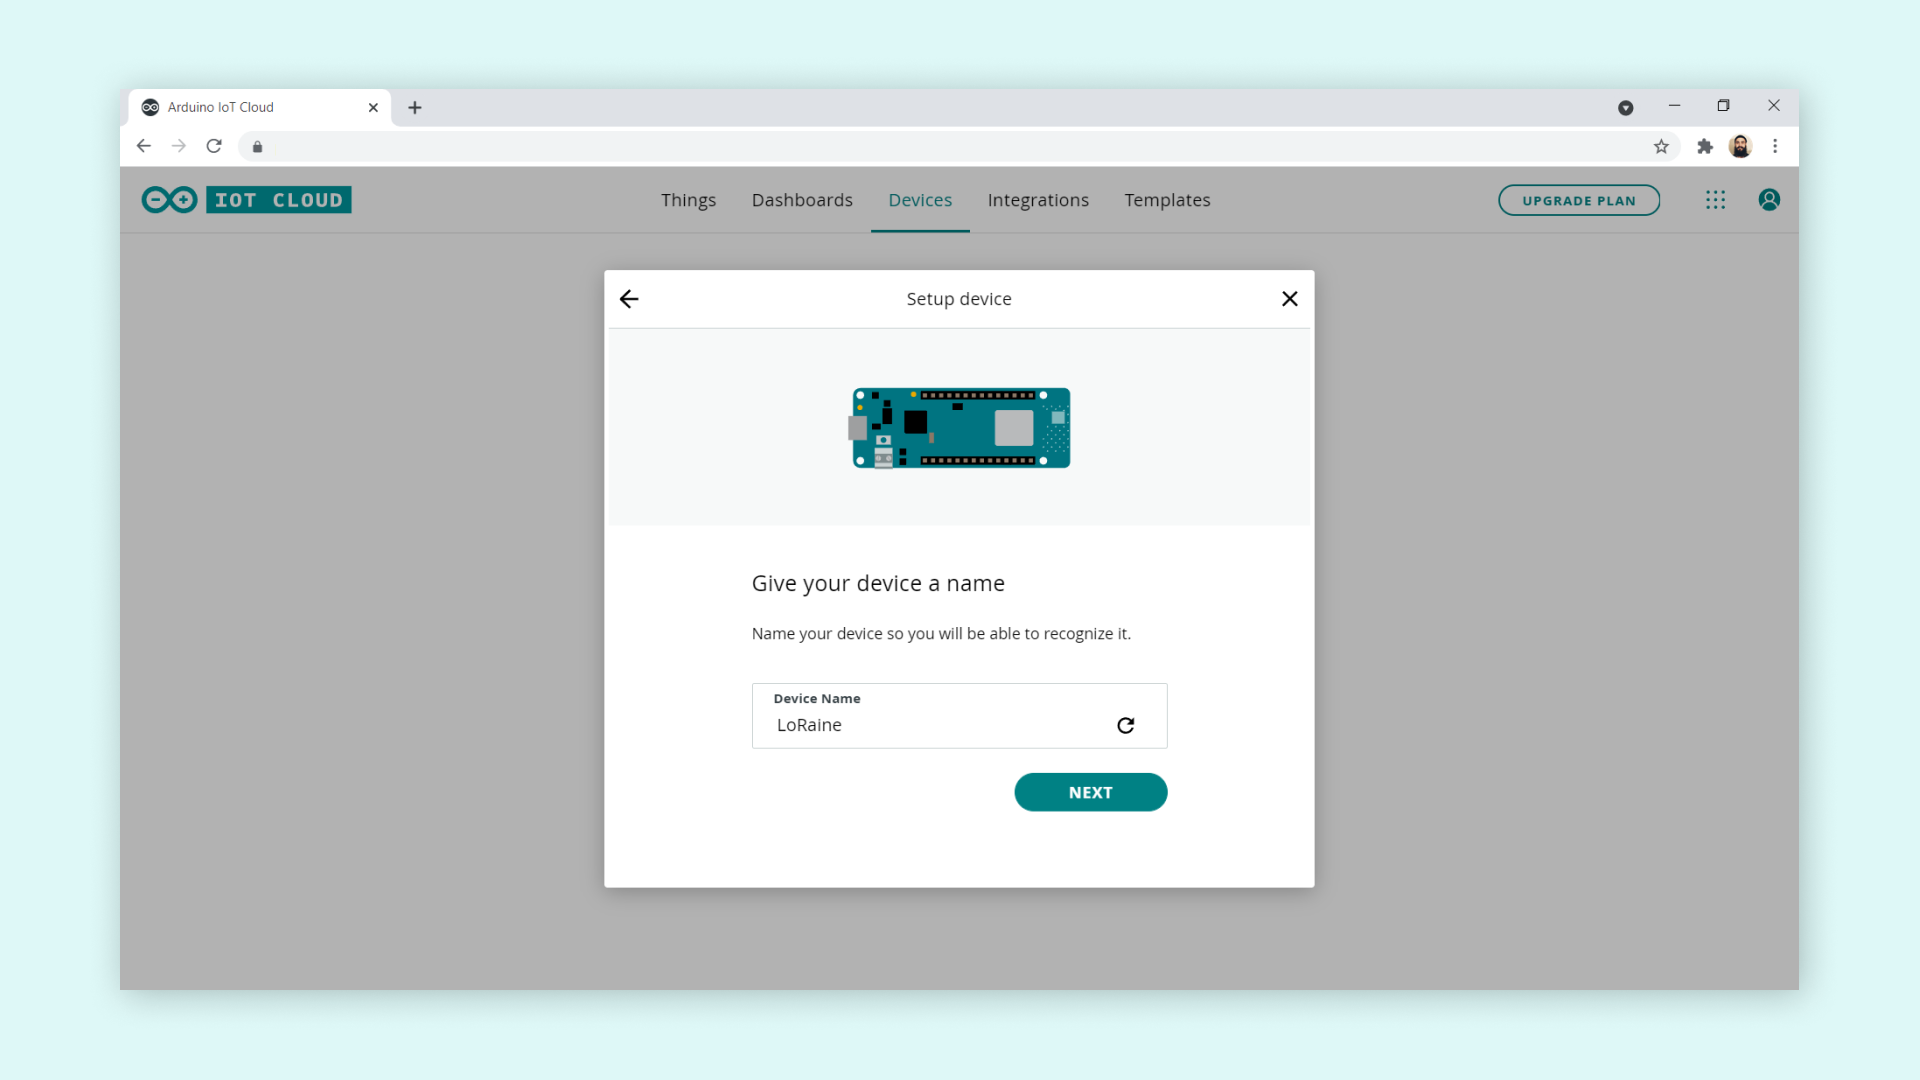 Arduino IoT Cloud
IOT CLOUD
Things
Dashboards
Devices
Integrations
Templates
UPGRADE PLAN
Setup device
Give your device a name
Name your device so you will be able to recognize it.
Device Name
LoRaine
NEXT